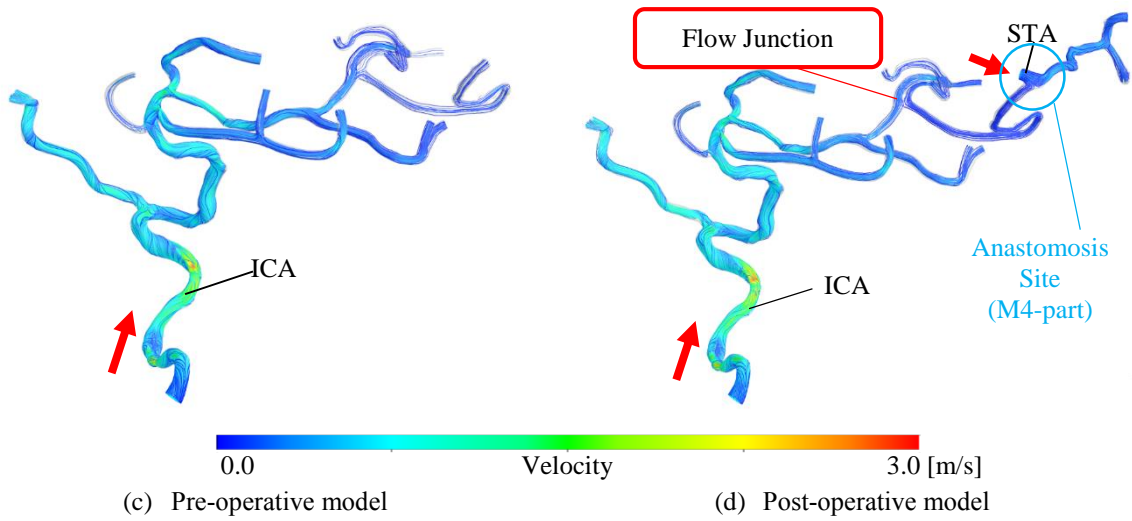 Flow Junction
STA
ICA
ICA
Anastomosis
Site
(M4-part)
0.0 Velocity 3.0 [m/s]
(c) Pre-operative model
(d) Post-operative model